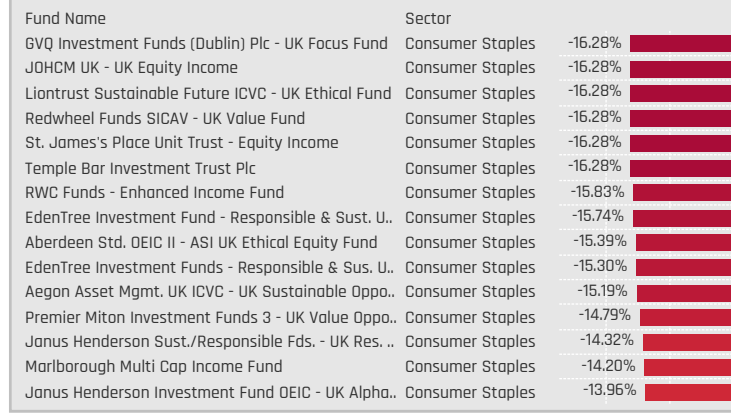 Fund Name Sector
GVQ Investment Funds (Dublin) Plc - UK Focus Fund Consumer Staples -16.28%
JOHCM UK - UK Equity Income Consumer Staples -16.28%
Liontrust Sustainable Future ICVC - UK Ethical Fund Consumer Staples -16.28%
Redwheel Funds SICAV - UK Value Fund Consumer Staples -16.28%
St. James's Place Unit Trust - Equity Income Consumer Staples -16.28%
Temple Bar Investment Trust Plc Consumer Staples -16.28%
RWC Funds - Enhanced Income Fund Consumer Staples -15.83%
EdenTree Investment Fund - Responsible & Sust. U.. Consumer Staples -15.74%
Aberdeen Std. OEIC II - ASI UK Ethical Equity Fund Consumer Staples -15.39%
EdenTree Investment Funds - Responsible & Sus. U.. Consumer Staples -15.30%
Aegon Asset Mgmt. UK ICVC - UK Sustainable Oppo.. Consumer Staples -15.19%
Premier Miton Investment Funds 3 - UK Value Oppo.. Consumer Staples -14.79%
Janus Henderson Sust./Responsible Fds. - UK Res. .. Consumer Staples -14.32%
Marlborough Multi Cap Income Fund Consumer Staples -14.20%
Janus Henderson Investment Fund OEIC - UK Alpha.. Consumer Staples -13.96%